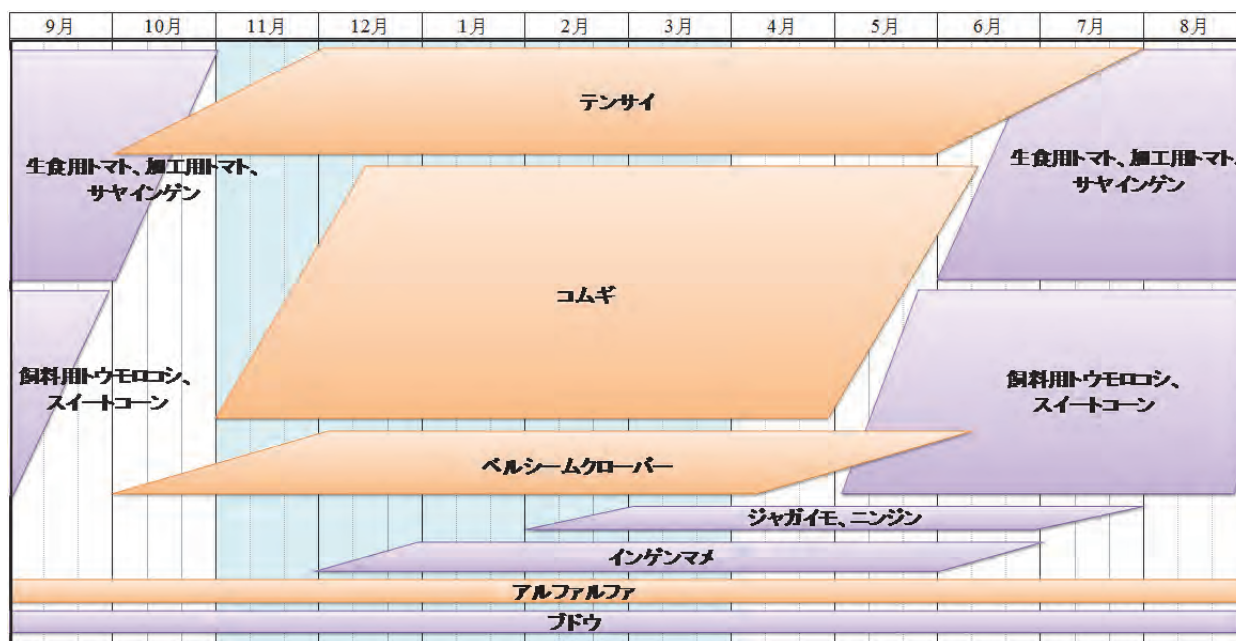 9月 10月 11月 12月 1月 2月 3月 4月 5月 6月 7月 8月
テンサイ
生食用トマト、加工用トマト、
サヤインゲン
生食用トマト、加工用トマト、
サヤインゲン
コムギ
飼料用トウモロコシ、
スイートコーン
飼料用トウモロコシ、
スイートコーン
ベルシームクローバー
ジャガイモ、ニンジン
インゲンマメ
アルファルファ
ブドウ